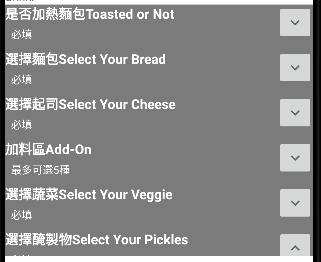 是否加熱麵包Toasted or Not
必填
選擇麵包Select Your Bread
必填
選擇起司Select Your Cheese
必填
加料區Add-On
最多可選5種
選擇蔬菜Select Your Veggie
必填
選擇醃製物Select Your Pickles